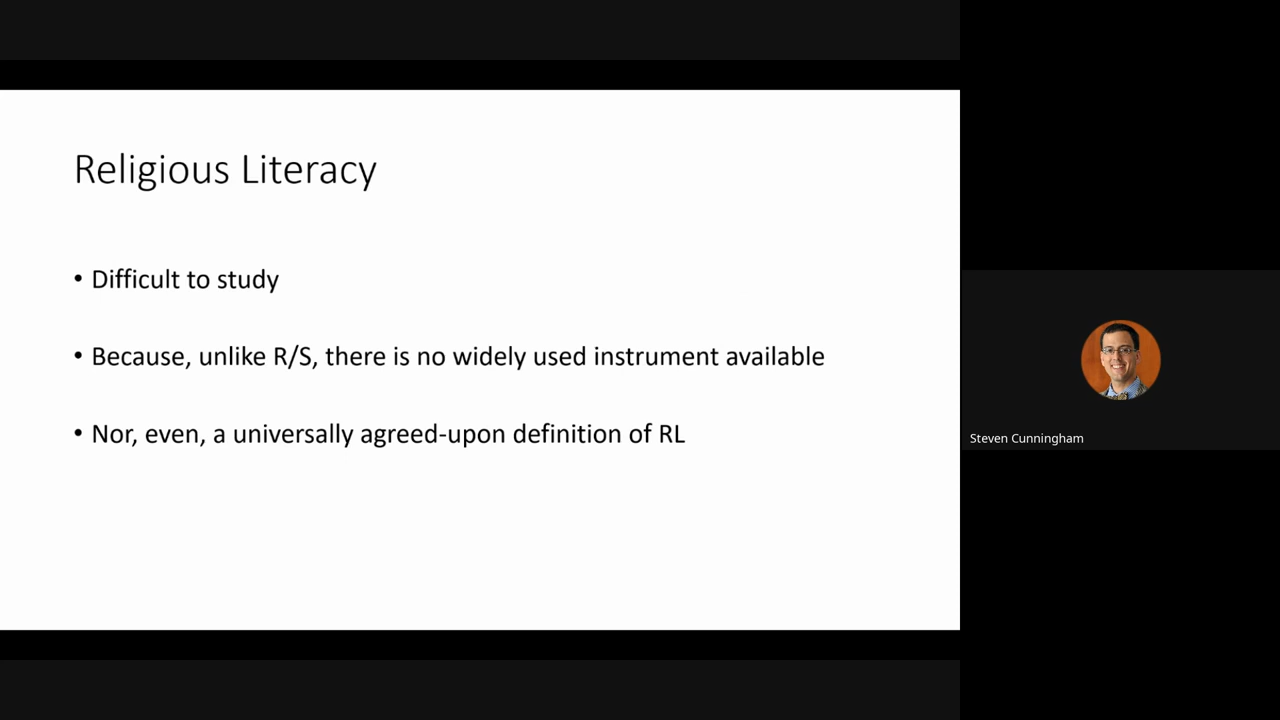 Religious Literacy
• Difficult to study
• Because, unlike R/S, there is no widely used instrument available
• Nor, even, a universally agreed-upon definition of RL
Steven Cunningham